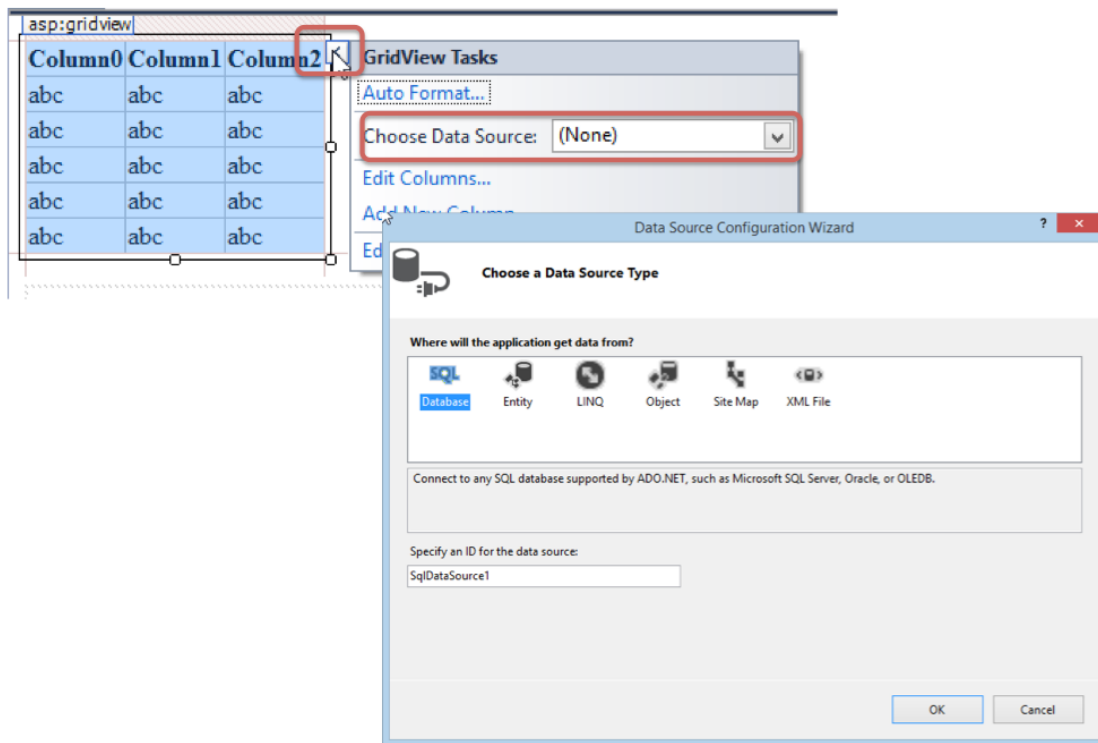 asp:gridview
Column0 Column1 Column2
abc abc abc
abc abc abc
abc abc abc
abc abc abc
abc abc abc
GridView Tasks
Auto Format...
Choose Data Source: (None)
Edit Columns...
Add New Column
Ed
Data Source Configuration Wizard
?
Choose a Data Source Type
Where will the application get data from?
SQL
Database Entity LINQ Object Site Map XML File
Connect to any SQL database supported by ADO.NET, such as Microsoft SQL Server, Oracle, or OLEDB.
Specify an ID for the data source:
SqlDataSource1
OK Cancel